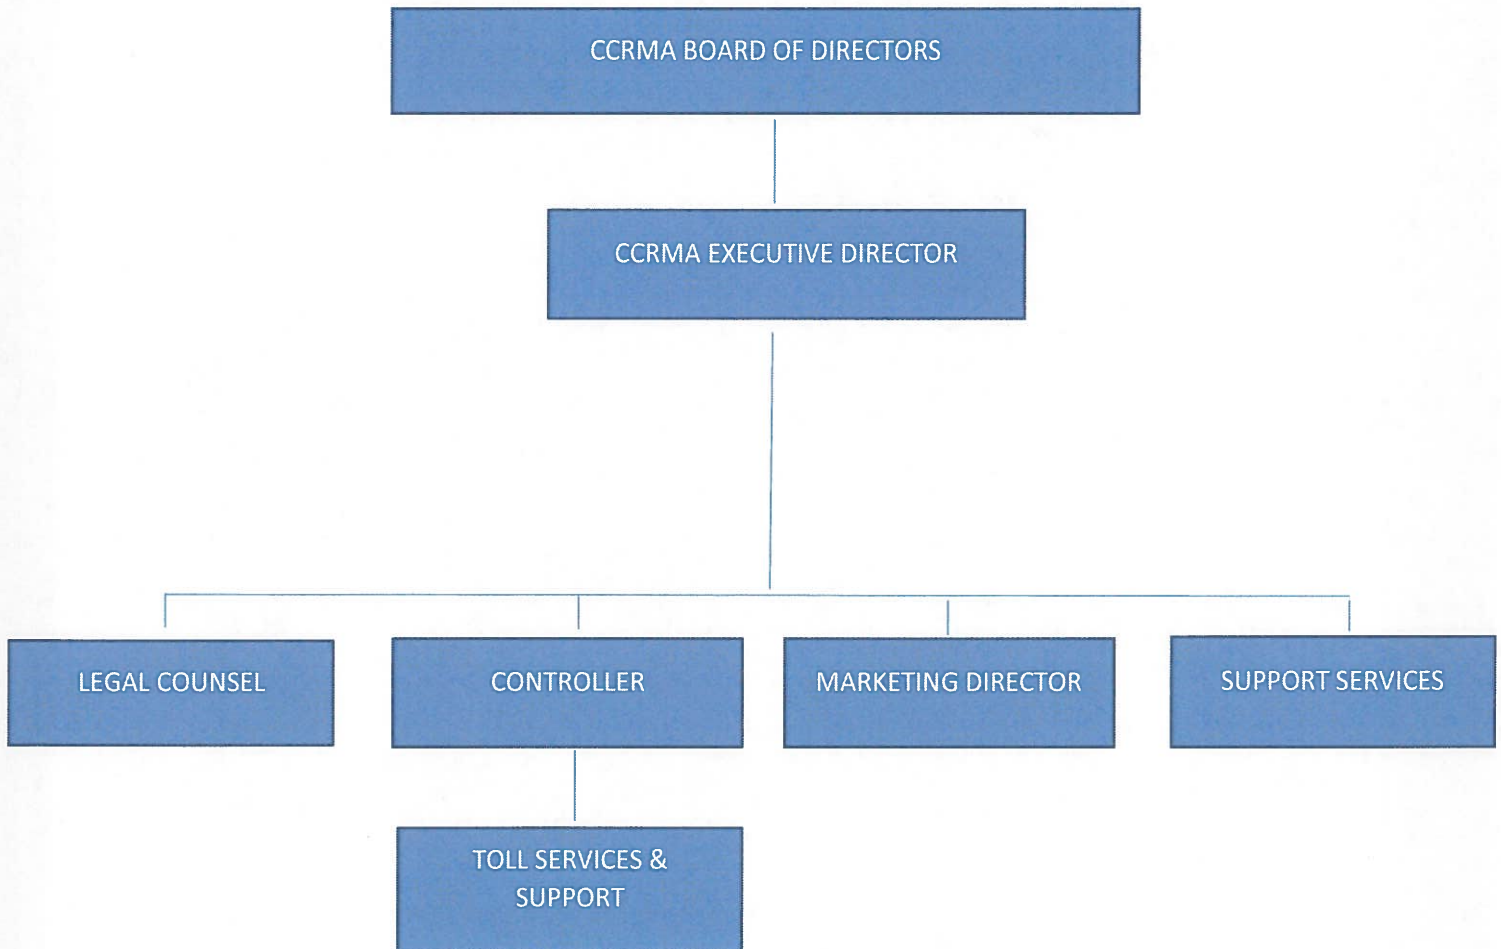 CCRMA BOARD OF DIRECTORS
CCRMA EXECUTIVE DIRECTOR
LEGAL COUNSEL
CONTROLLER
MARKETING DIRECTOR
SUPPORT SERVICES
TOLL SERVICES &
SUPPORT